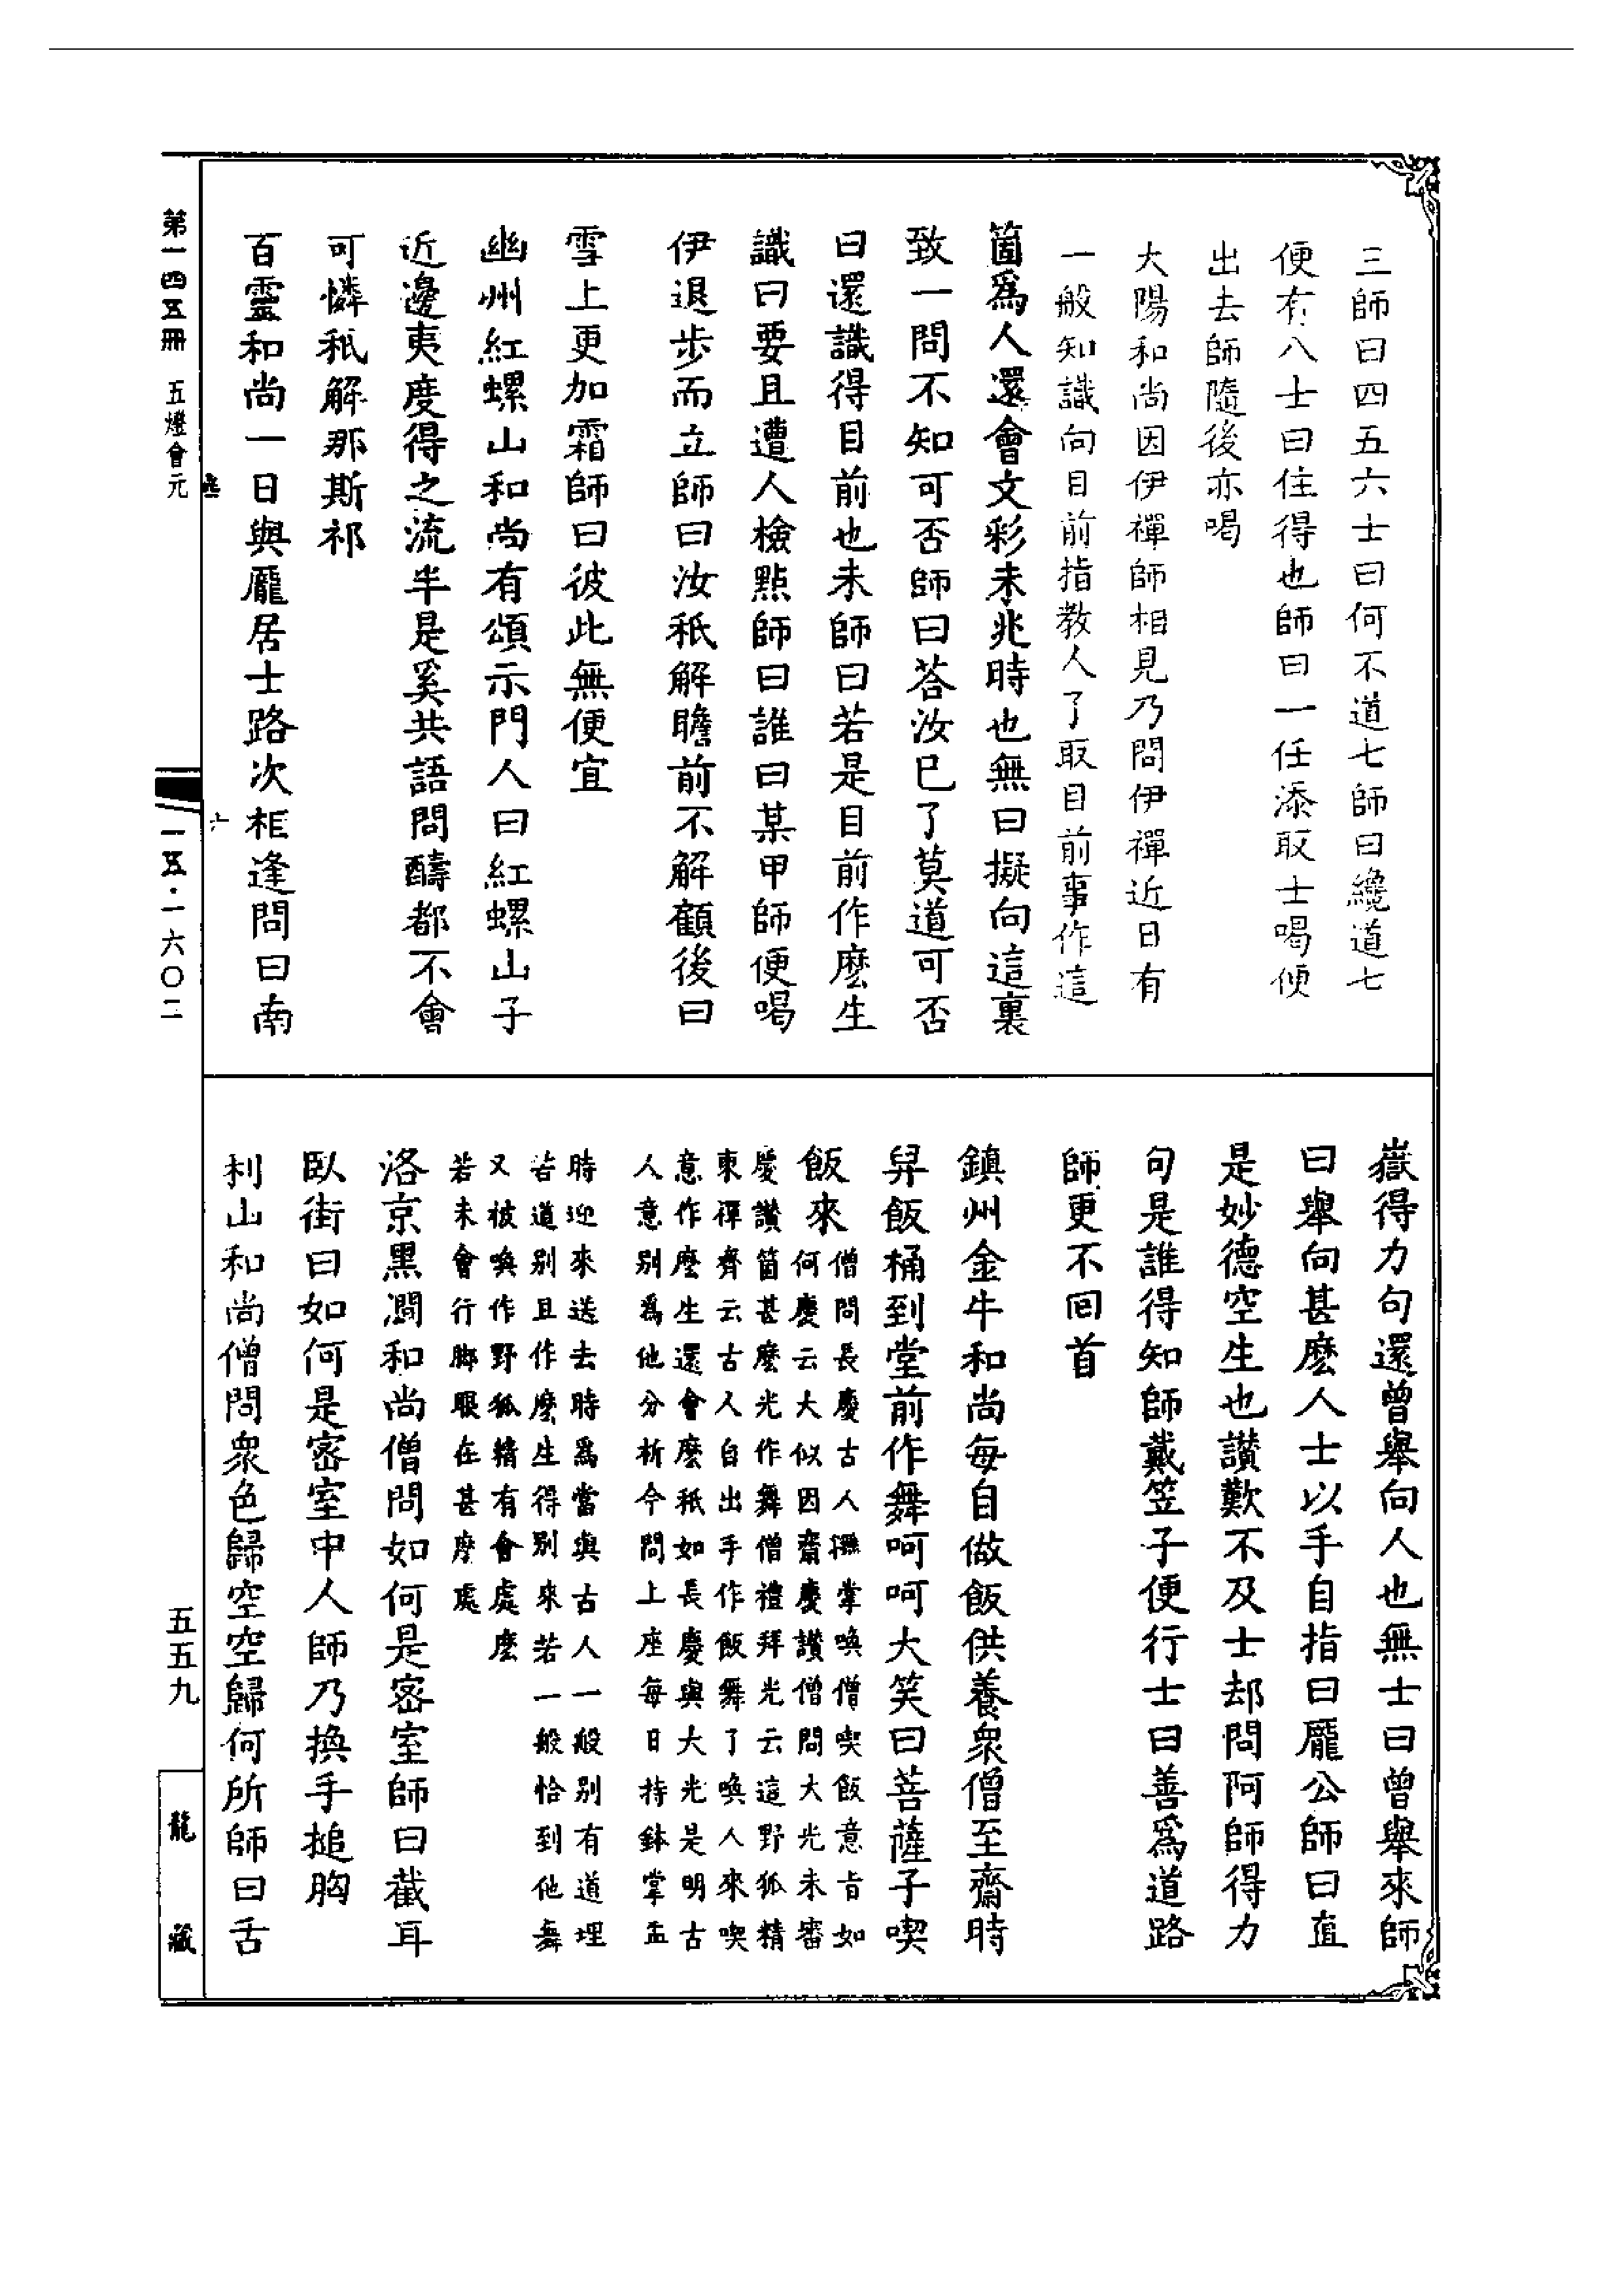 三師曰四五六士曰何不道七師曰纔道七
便有八士曰住得也師曰一任添取士喝便
出去師隨後亦喝
大陽和尚因伊禪師相見乃問伊禪近日有
一般知識向目前指教人了取目前事作這
箇為人還會文彩未兆時也無曰擬向這裏
致一問不知可否師曰荅汝已了莫道可否
曰還識得目前也未師曰若是目前作麼生
識曰要且遭人檢點師曰誰曰某甲師便喝
伊退步而立師曰汝秖解瞻前不解顧後曰
雪上更加霜師曰彼此無便宜
幽州紅螺山和尚有頌示門人曰紅螺山子
近邊夷度得之流半是奚共語問醻都不會
可憐秖解那斯祁
百靈和尚一日與龐居士路次相逢問曰南
嶽得力句還曾舉向人也無士曰曾舉來師
曰舉向甚麼人士以手自指曰龐公師曰直
是妙德空生也讚歎不及士却問阿師得力
句是誰得知師戴笠子便行士曰善為道路
師更不回首
鎮州金牛和尚每自做飯供養衆僧至齋時
舁飯桶到堂前作舞呵呵大笑曰菩薩子喫
飯來
僧問長慶古人撫掌喚僧喫飯意旨如
何慶云大似因齋慶讚僧問大光未審
慶讚箇甚麼光作舞僧禮拜光云這野狐精
東禪齊云古人自出手作飯舞了喚人來喫
意作麼生還會麼秖如長慶與大光是明古
人意別為他分析今問上座每日持鉢掌盂
時迎來送去時為當與古人一般別有道理
若道別且作麼生得別來若一般恰到他舞
又被喚作野狐精有會處麼
若未會行脚眼在甚麼處
洛京黑澗和尚僧問如何是密室師曰截耳
臥街曰如何是密室中人師乃換手搥胸
利山和尚僧問衆色歸空空歸何所師曰舌
第一四五冊
五燈會元
六
一四五·一六〇二
五五九
龍藏